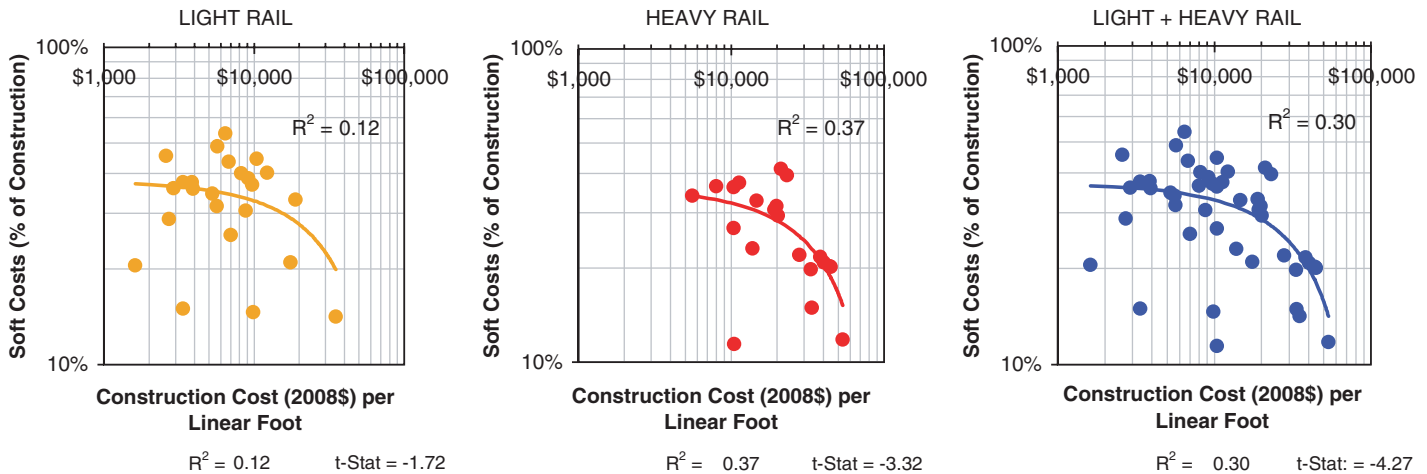 LIGHT RAIL
100%
$1,000 $10,000 $100,000
R² = 0.12
Soft Costs (% of Construction)
10%
Construction Cost (2008$) per
Linear Foot
R² = 0.12 t-Stat = -1.72
HEAVY RAIL
100%
$1,000 $10,000 $100,000
R² = 0.37
Soft Costs (% of Construction)
10%
Construction Cost (2008$) per
Linear Foot
R² = 0.37 t-Stat = -3.32
LIGHT + HEAVY RAIL
100%
$1,000 $10,000 $100,000
R² = 0.30
Soft Costs (% of Construction)
10%
Construction Cost (2008$) per
Linear Foot
R² = 0.30 t-Stat: = -4.27